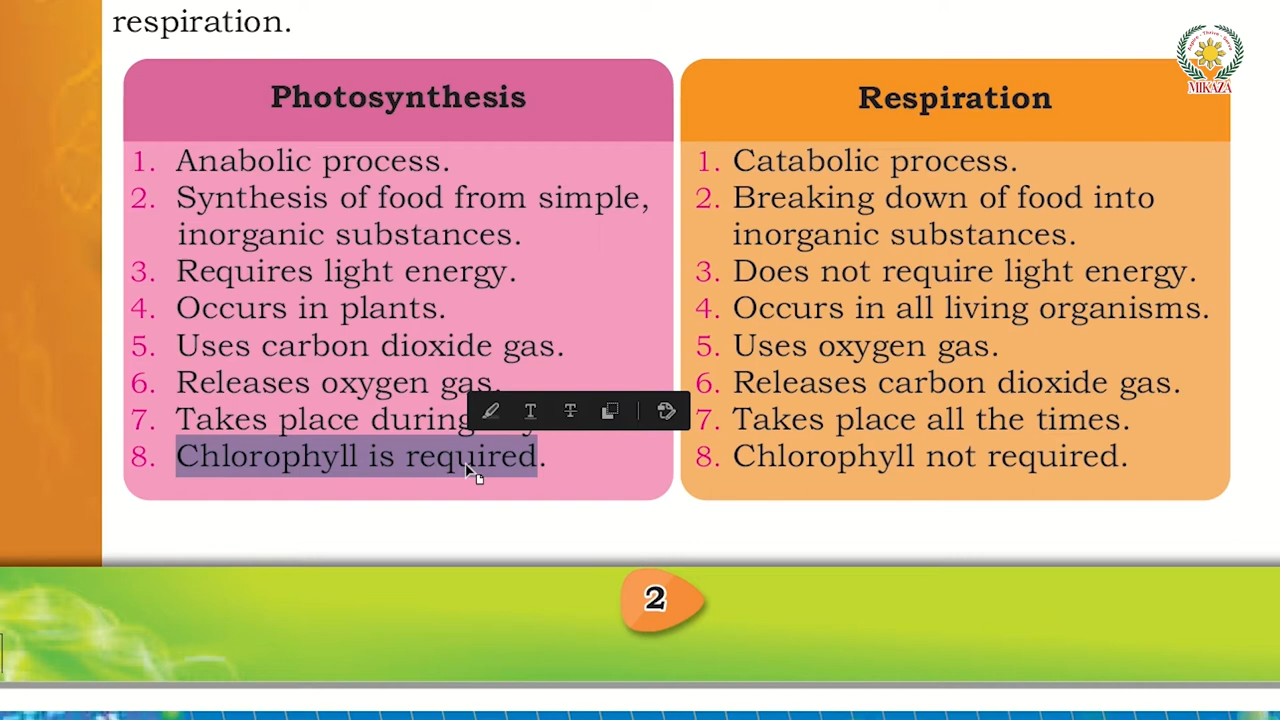 respiration.
Aspire - Thrive - Serve
MIKAZA
Photosynthesis
1. Anabolic process.
2. Synthesis of food from simple,
inorganic substances.
3. Requires light energy.
4. Occurs in plants.
5. Uses carbon dioxide gas.
6. Releases oxygen gas.
7. Takes place during
8. Chlorophyll is required.
Respiration
1. Catabolic process.
2. Breaking down of food into
inorganic substances.
3. Does not require light energy.
4. Occurs in all living organisms.
5. Uses oxygen gas.
6. Releases carbon dioxide gas.
7. Takes place all the times.
8. Chlorophyll not required.
2